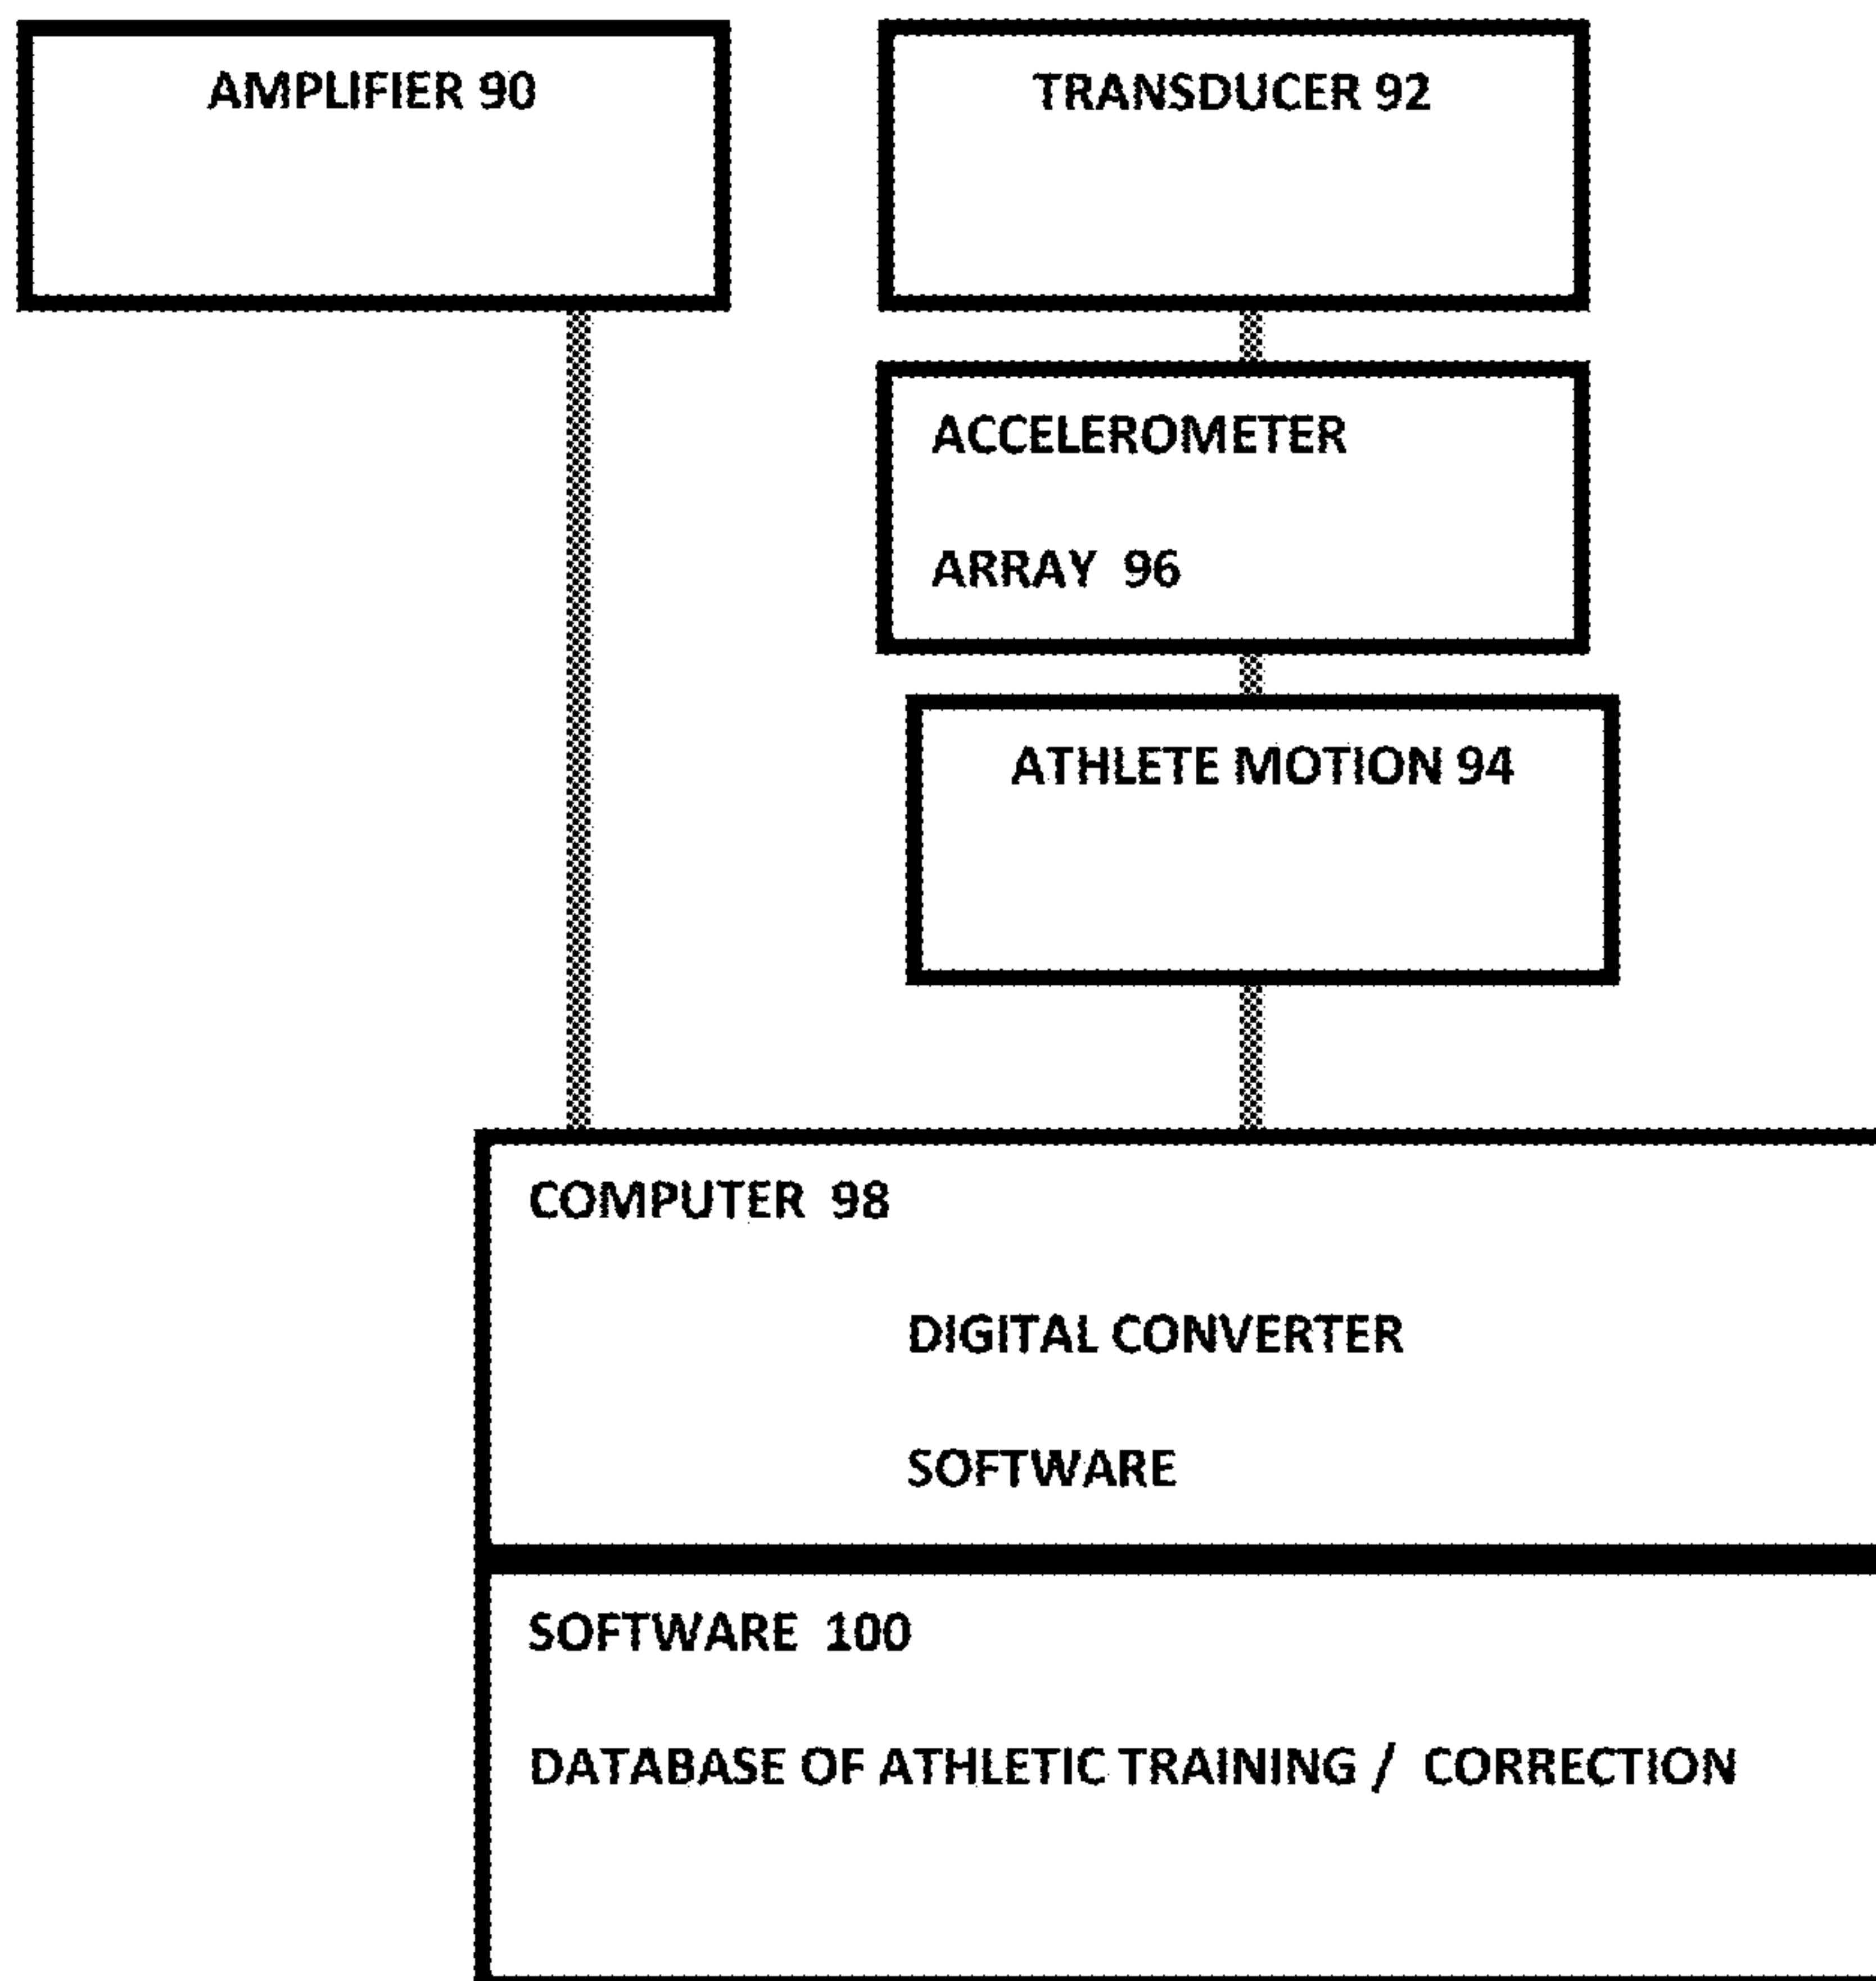 AMPLIFIER 90
TRANSDUCER 92
ACCELEROMETER
ARRAY 96
ATHLETE MOTION 94
COMPUTER 98
DIGITAL CONVERTER
SOFTWARE
SOFTWARE 100
DATABASE OF ATHLETIC TRAINING / CORRECTION